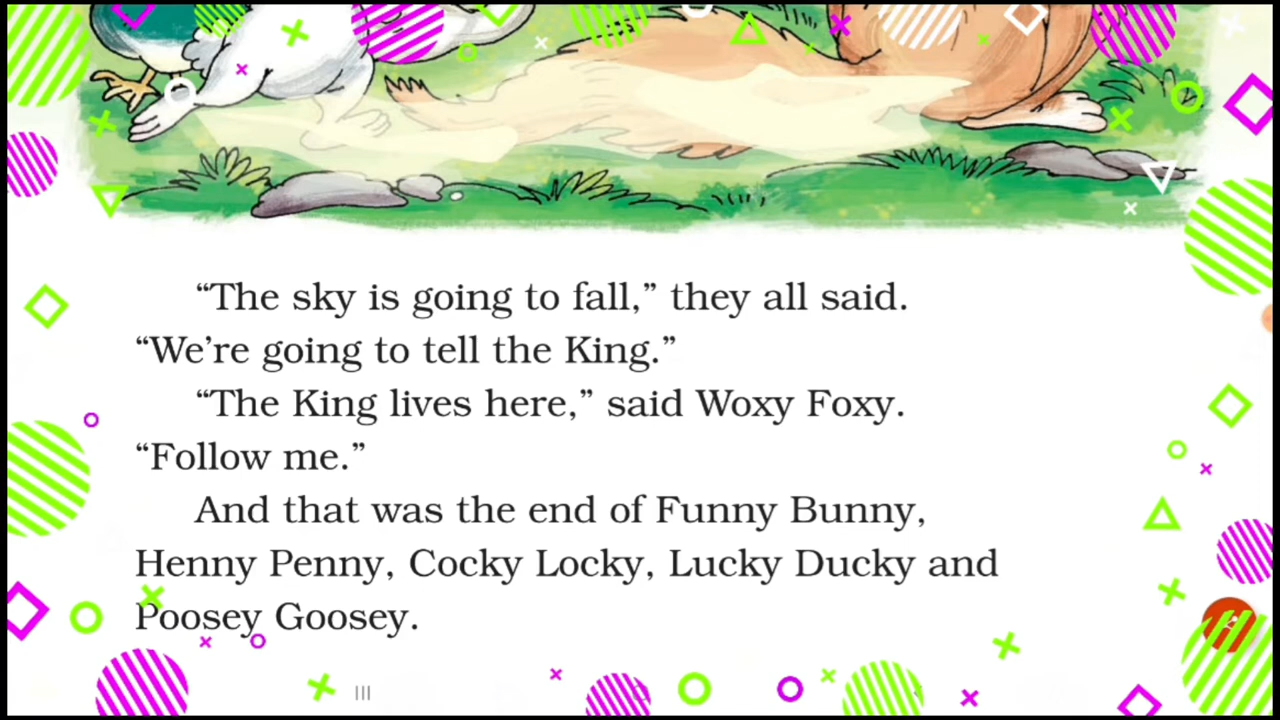 “The sky is going to fall,” they all said.
“We’re going to tell the King.”
“The King lives here,” said Woxy Foxy.
“Follow me.”
And that was the end of Funny Bunny,
Henny Penny, Cocky Locky, Lucky Ducky and
Poosey Goosey.